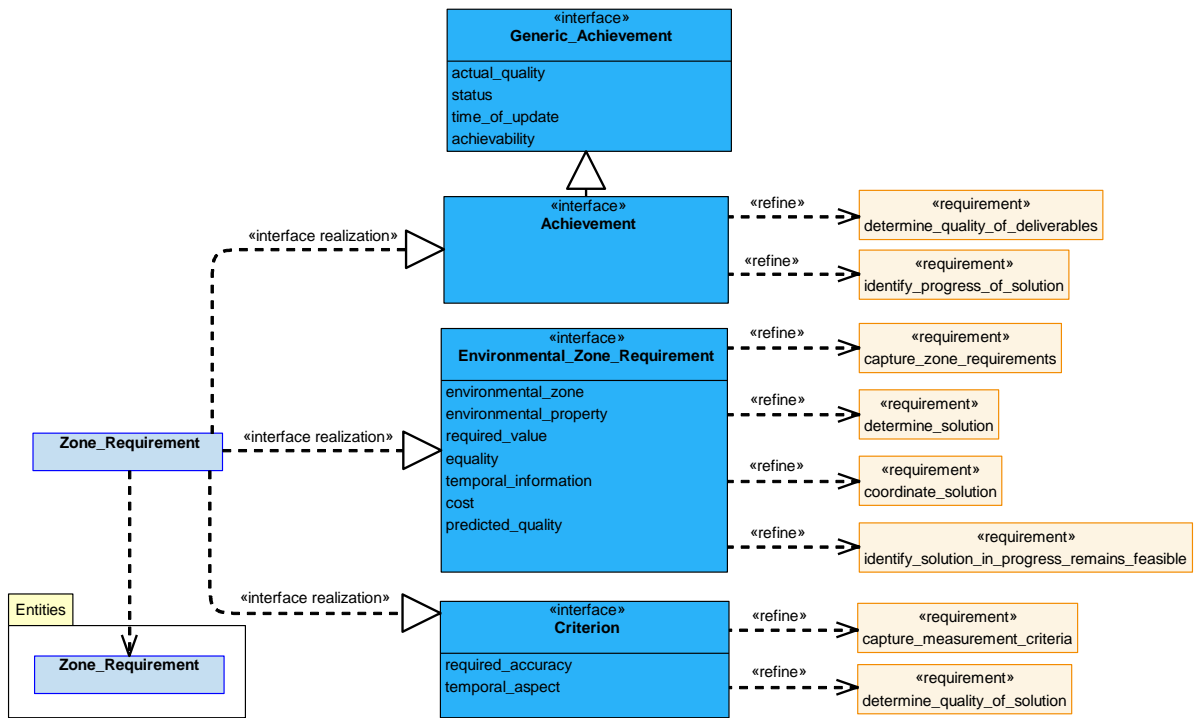 «interface»
Generic_Achievement
actual_quality
status
time_of_update
achievability
«interface»
Achievement
«refine»
«requirement»
determine_quality_of_deliverables
«interface realization»
«refine»
«requirement»
identify_progress_of_solution
«interface»
Environmental_Zone_Requirement
environmental_zone
environmental_property
required_value
equality
temporal_information
cost
predicted_quality
«refine»
«requirement»
capture_zone_requirements
«refine»
«requirement»
determine_solution
Zone_Requirement
«interface realization»
«refine»
«requirement»
coordinate_solution
«refine»
«requirement»
identify_solution_in_progress_remains_feasible
«interface realization»
«interface»
Criterion
required_accuracy
temporal_aspect
«refine»
«requirement»
capture_measurement_criteria
«refine»
«requirement»
determine_quality_of_solution
Entities
Zone_Requirement